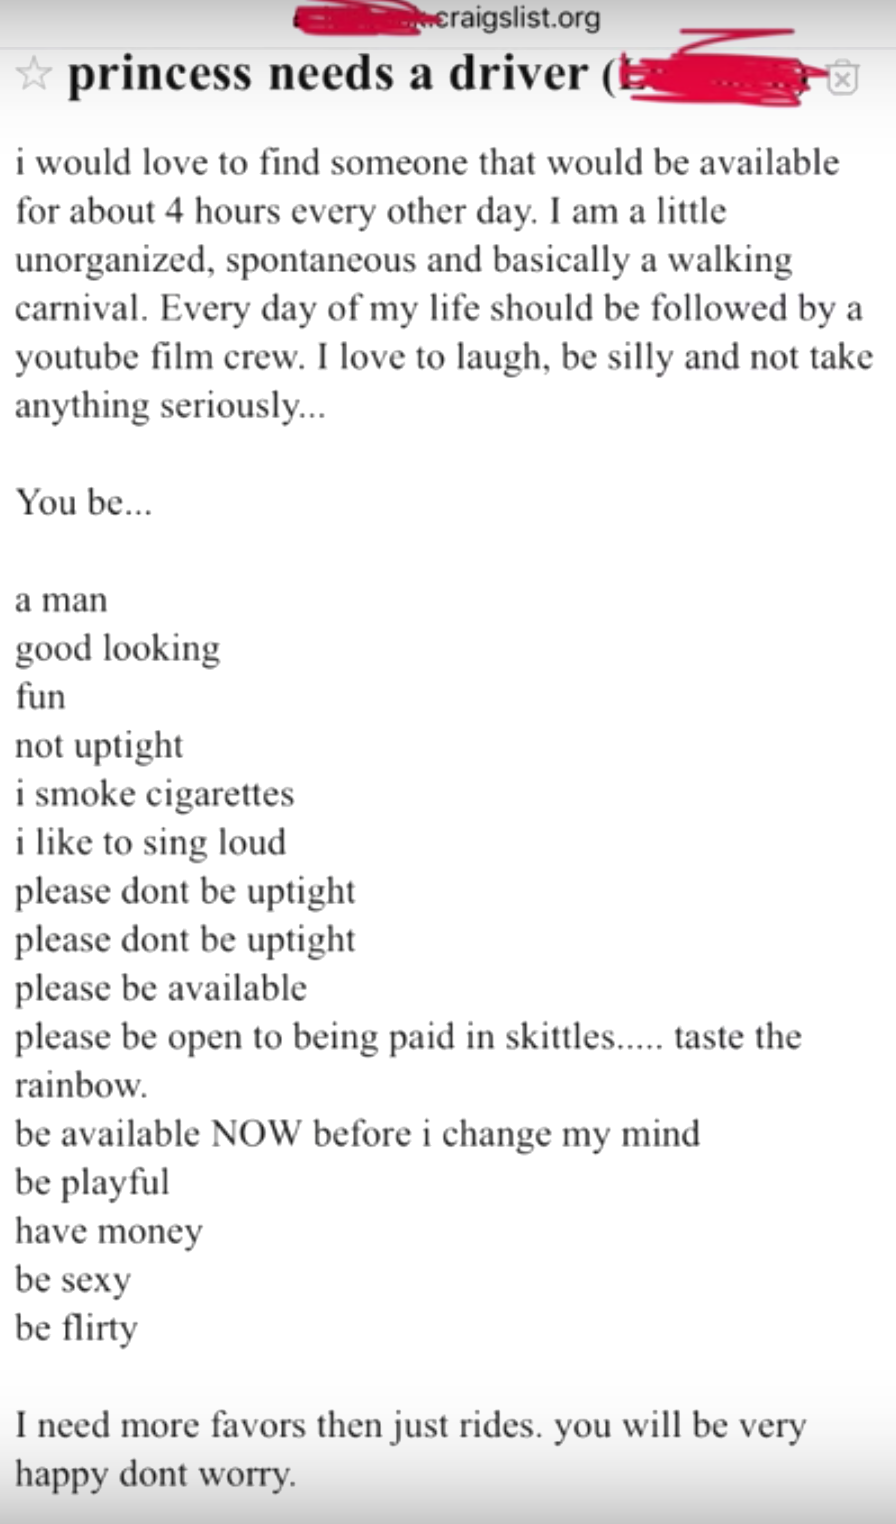 craigslist.org
princess needs a driver (
i would love to find someone that would be available
for about 4 hours every other day. I am a little
unorganized, spontaneous and basically a walking
carnival. Every day of my life should be followed by a
youtube film crew. I love to laugh, be silly and not take
anything seriously...
You be...
a man
good looking
fun
not uptight
i smoke cigarettes
i like to sing loud
please dont be uptight
please dont be uptight
please be available
please be open to being paid in skittles..... taste the
rainbow.
be available NOW before i change my mind
be playful
have money
be sexy
be flirty
I need more favors then just rides. you will be very
happy dont worry.